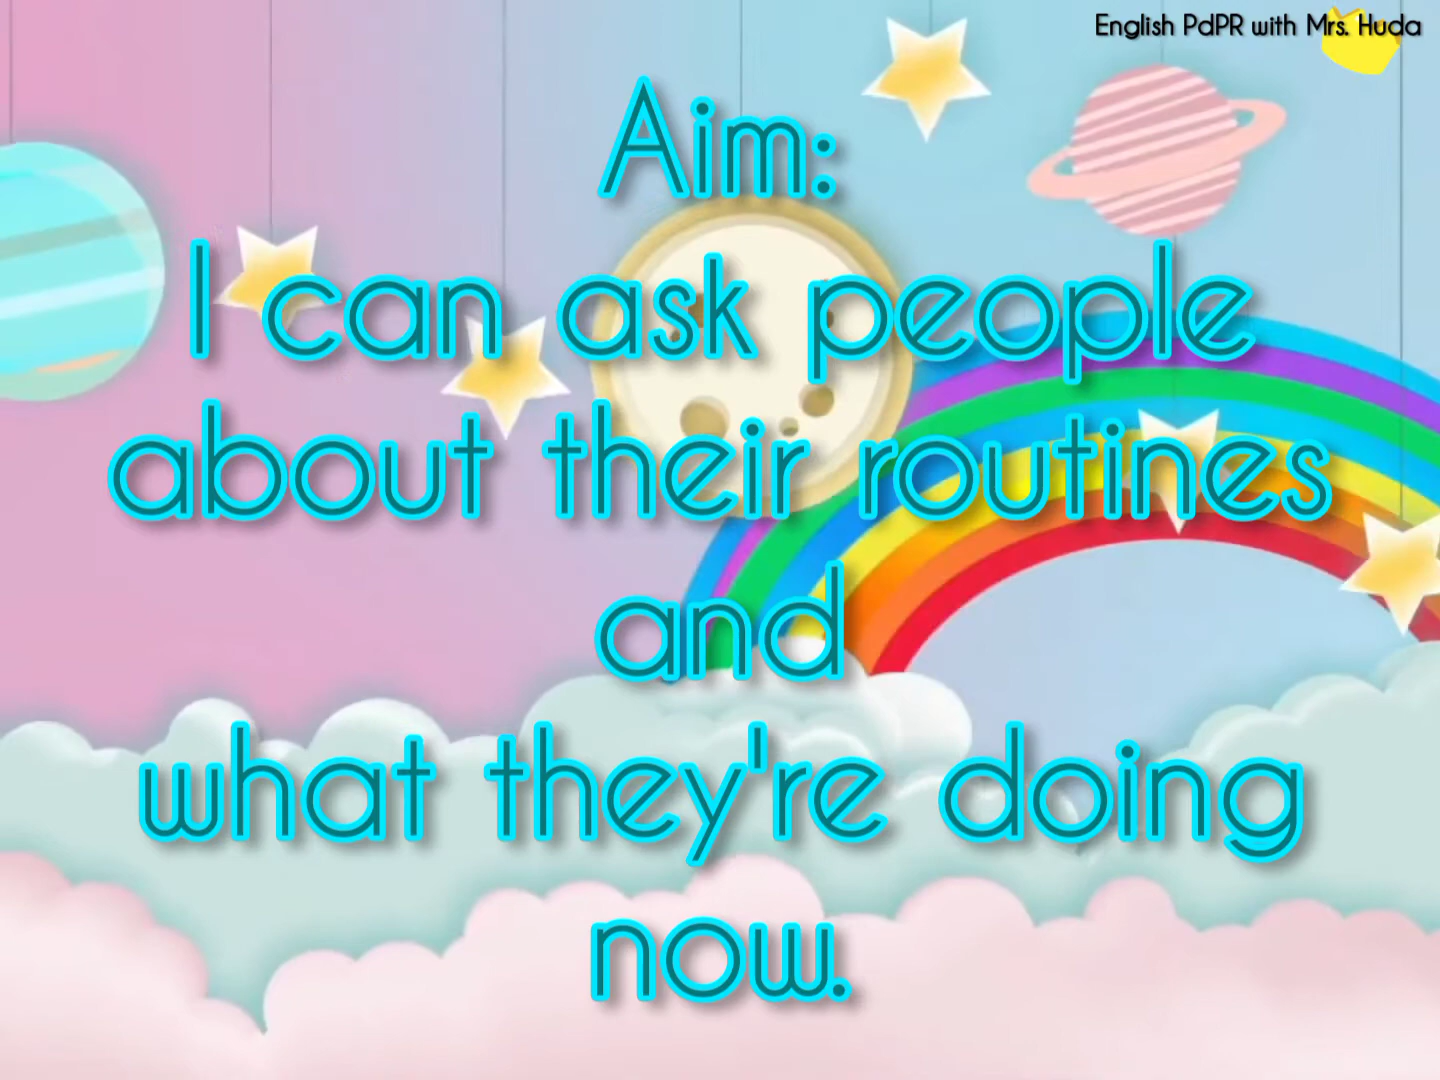 English PdPR with Mrs. Huda
Aim:
I can ask people
about their routines
and
what they're doing
now.